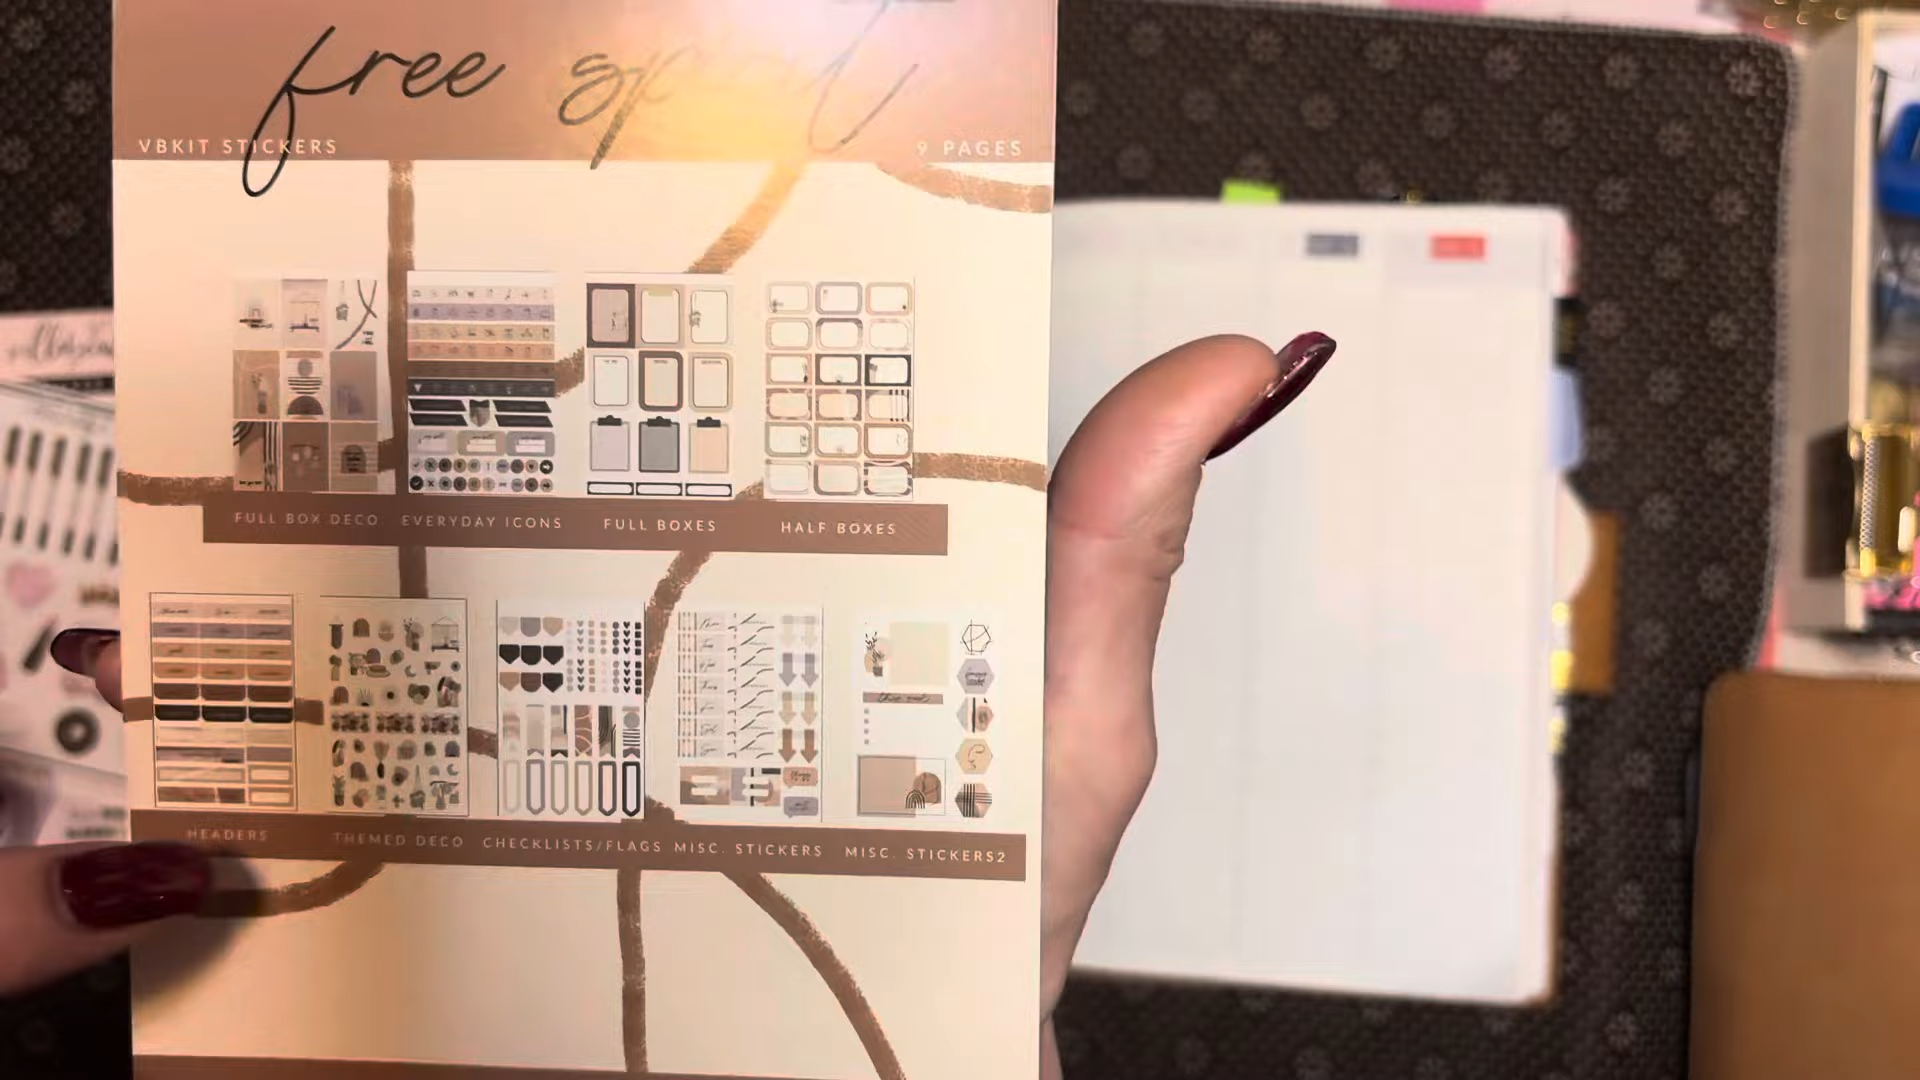 free
VBKIT STICKERS
9 PAGES
FULL BOX DECO EVERYDAY ICONS FULL BOXES HALF BOXES
HEADERS THEMED DECO CHECKLISTS/FLAGS MISC. STICKERS MISC. STICKERS2